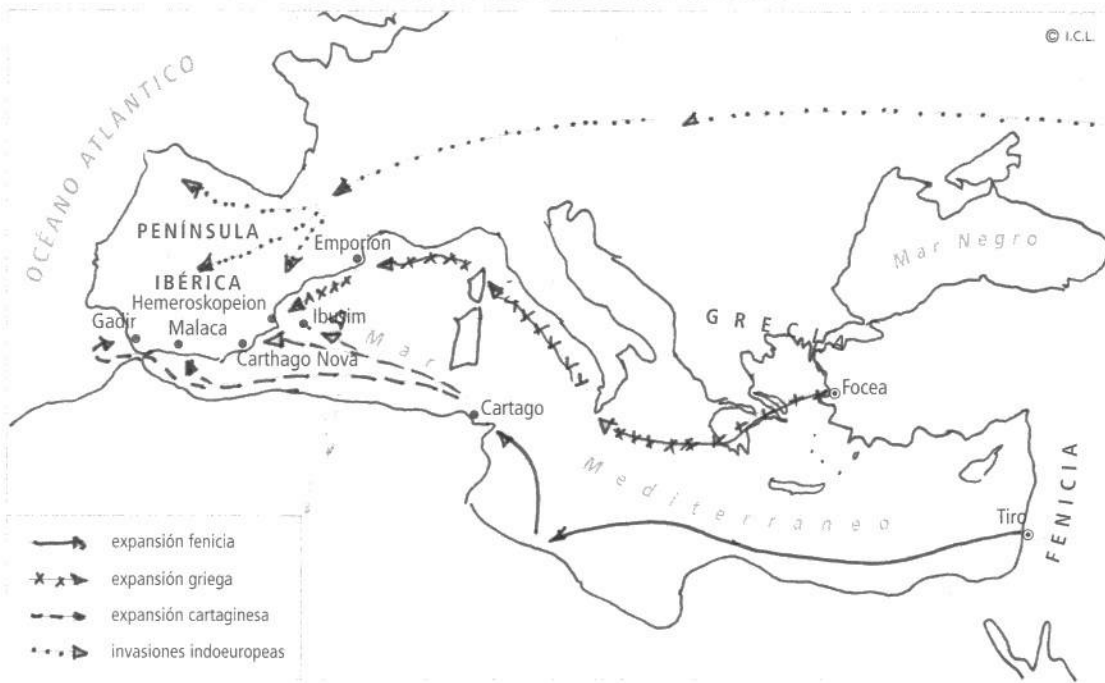 © I.C.L.
OCÉANO ATLÁNTICO
PENÍNSULA
IBÉRICA
Emporion
Hemeroskopeion
Gadir
Malaca
Ibusim
Carthago Nova
Cartago
Mar
Mediterraneo
GRECIA
Mar Negro
Focea
Tiro
FENICIA
expansión fenicia
expansión griega
expansión cartaginesa
invasiones indoeuropeas